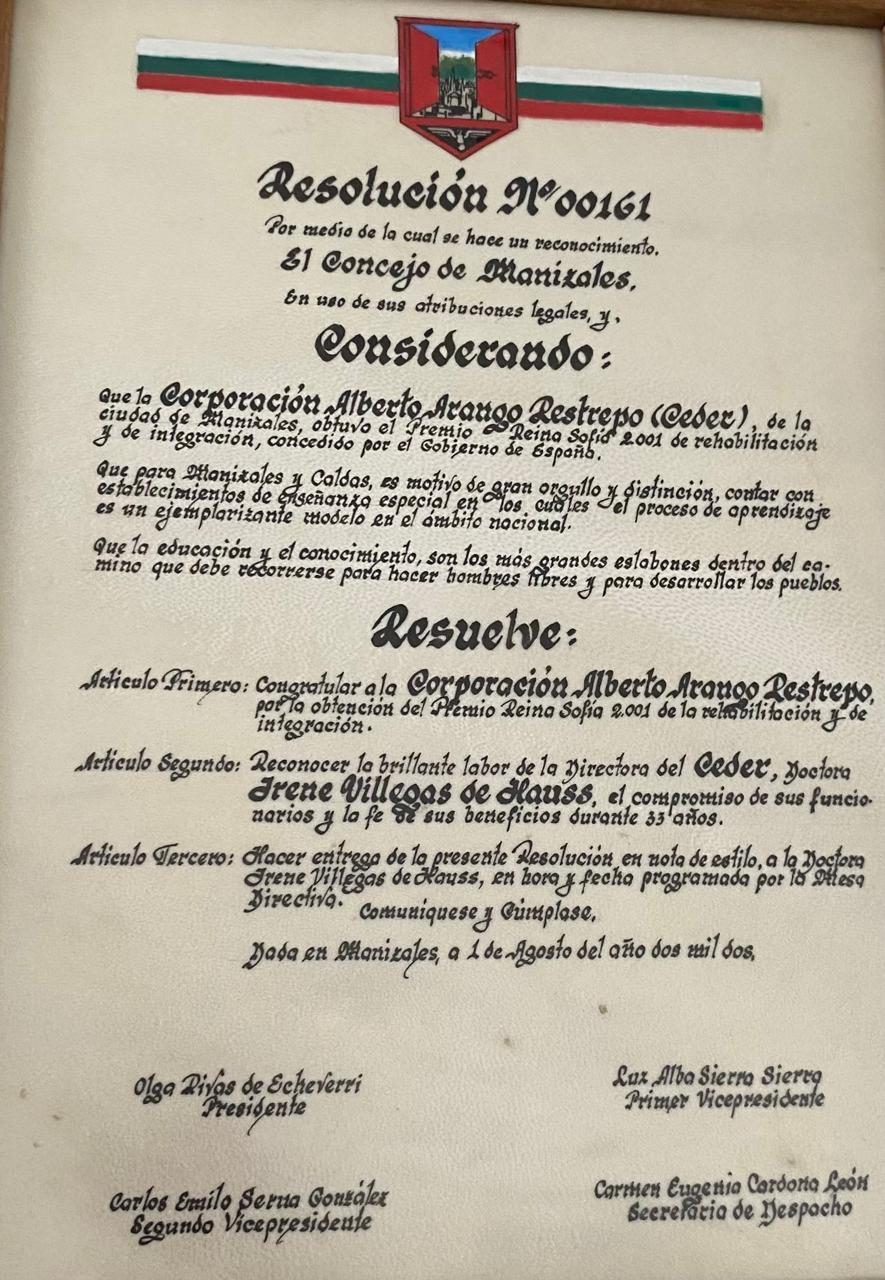 Resolución Nº 00161
Por medio de la cual se hace un reconocimiento.
El Concejo de Manizales,
En uso de sus atribuciones legales, y,
Considerando:
Que la Corporación Alberto Arango Restrepo (Ceder), de la
ciudad de Manizales, obtuvo el Premio Reina Sofía 2.001 de rehabilitación
y de integración, concedido por el Gobierno de España.
Que para Manizales y Caldas, es motivo de gran orgullo y distinción, contar con
establecimientos de enseñanza especial en los cuales el proceso de aprendizaje
es un ejemplarizante modelo en el ámbito nacional.
Que la educación y el conocimiento, son los más grandes eslabones dentro del ca-
mino que debe recorrerse para hacer hombres libres y para desarrollar los pueblos.
Resuelve:
Artículo Primero: Congratular a la Corporación Alberto Arango Restrepo,
por la obtención del Premio Reina Sofía 2.001 de la rehabilitación y de
integración.
Artículo Segundo: Reconocer la brillante labor de la Directora del Ceder, Doctora
Irene Villegas de Hauss, el compromiso de sus funcio-
narios y la fe de sus beneficios durante 33 años.
Artículo Tercero: Hacer entrega de la presente Resolución, en nota de estilo, a la Doctora
Irene Villegas de Hauss, en hora y fecha programada por la Mesa
Directiva.
Comuníquese y Cúmplase,
Dada en Manizales, a 1 de Agosto del año dos mil dos,
Olga Rivas de Echeverri
Presidente
Luz Alba Sierra Sierra
Primer Vicepresidente
Carlos Emilo Serna González
Segundo Vicepresidente
Carmen Eugenia Cardona León
Secretaria de Despacho